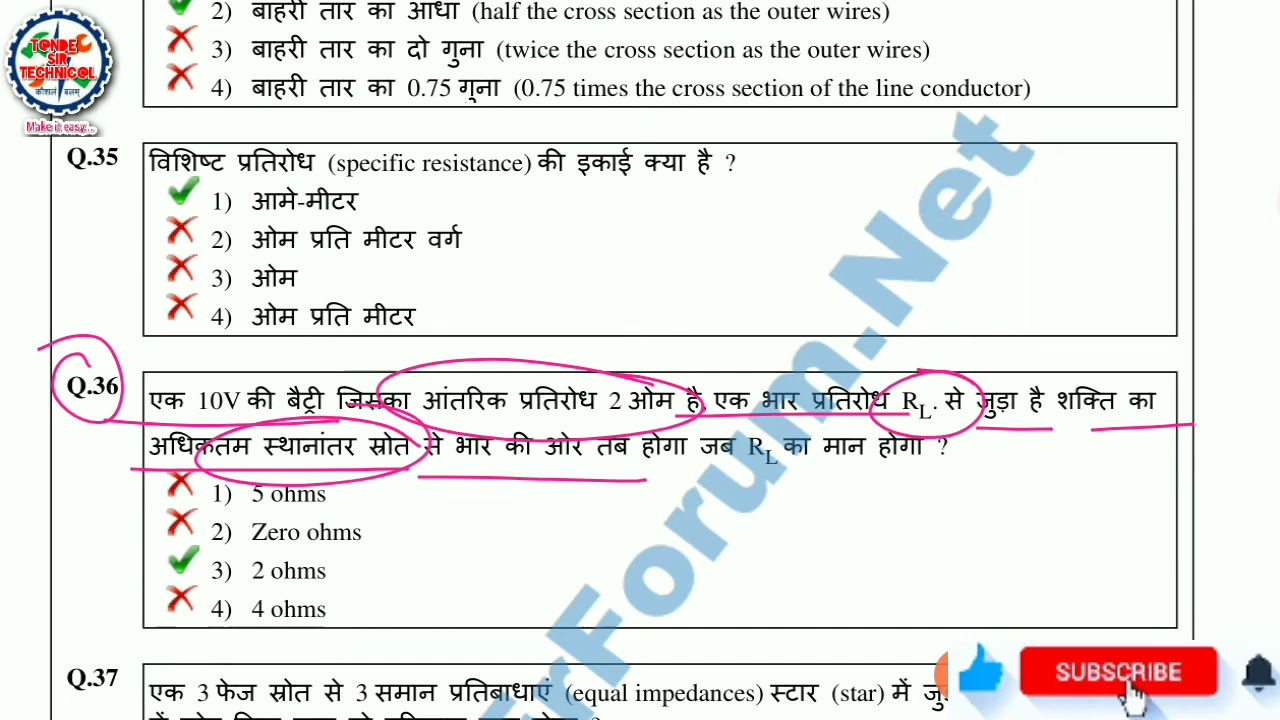 TONDE
SIR
TECHNICAL
कौशलं बलम्
Make it easy...
2) बाहरी तार का आधा (half the cross section as the outer wires)
3) बाहरी तार का दो गुना (twice the cross section as the outer wires)
4) बाहरी तार का 0.75 गुना (0.75 times the cross section of the line conductor)
Q.35 विशिष्ट प्रतिरोध (specific resistance) की इकाई क्या है ?
1) आमे-मीटर
2) ओम प्रति मीटर वर्ग
3) ओम
4) ओम प्रति मीटर
Q.36 एक 10V की बैट्री जिसका आंतरिक प्रतिरोध 2 ओम है, एक भार प्रतिरोध RL. से जुड़ा है शक्ति का
अधिकतम स्थानांतर स्रोत से भार की ओर तब होगा जब RL का मान होगा ?
1) 5 ohms
2) Zero ohms
3) 2 ohms
4) 4 ohms
Q.37 एक 3 फेज स्रोत से 3 समान प्रतिबाधाएं (equal impedances) स्टार (star) में
rForum.Net
SUBSCRIBE